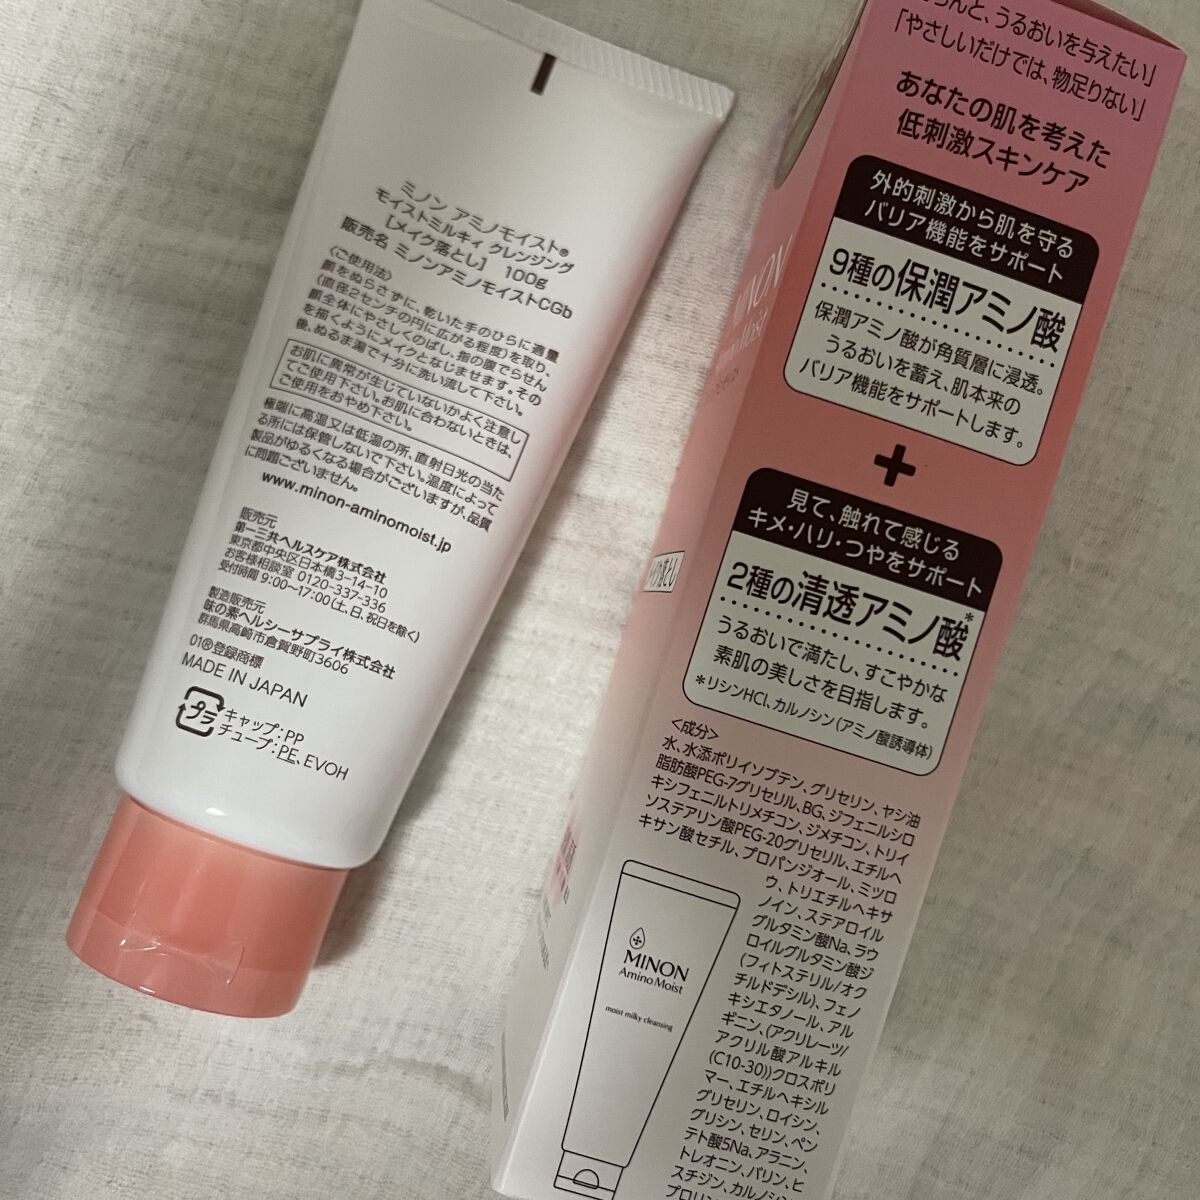 ミノン アミノモイスト®
モイストミルキィ クレンジング
[メイク落とし] 100g
販売名 ミノンアミノモイストCGb
〈ご使用法〉
顔をぬらさずに、乾いた手のひらに適量
(直径2センチの円に広がる程度)を取り、
顔全体にやさしくのばし、指の腹でらせん
を描くようにメイクとなじませます。その
後、ぬるま湯で十分に洗い流して下さい。
お肌に異常が生じていないかよく注意し
てご使用下さい。お肌に合わないときは、
ご使用をおやめ下さい。
極端に高温又は低温の所、直射日光の当た
る所には保管しないで下さい。温度によって
製品がゆるくなる場合がございますが、品質
に問題ございません。
www.minon-aminomoist.jp
販売元
第一三共ヘルスケア株式会社
東京都中央区日本橋3-14-10
お客様相談室 0120-337-336
受付時間 9:00~17:00(土、日、祝日を除く)
製造販売元
味の素ヘルシーサプライ株式会社
群馬県高崎市倉賀野町3606
01®登録商標
MADE IN JAPAN
プラ
キャップ:PP
チューブ:PE、EVOH
んと、うるおいを与えたい」
「やさしいだけでは、物足りない」
あなたの肌を考えた
低刺激スキンケア
外的刺激から肌を守る
バリア機能をサポート
9種の保潤アミノ酸
保潤アミノ酸が角質層に浸透。
うるおいを蓄え、肌本来の
バリア機能をサポートします。
+
見て、触れて感じる
キメ・ハリ・つやをサポート
2種の清透アミノ酸*
うるおいで満たし、すこやかな
素肌の美しさを目指します。
*リシンHCl、カルノシン(アミノ酸誘導体)
<成分>
水、水添ポリイソブテン、グリセリン、ヤシ油
脂肪酸PEG-7グリセリル、BG、ジフェニルシロ
キシフェニルトリメチコン、ジメチコン、トリイ
ソステアリン酸PEG-20グリセリル、エチルヘ
キサン酸セチル、プロパンジオール、ミツロ
ウ、トリエチルヘキサ
ノイン、ステアロイル
グルタミン酸Na、ラウ
ロイルグルタミン酸ジ
(フィトステリル/オク
チルドデシル)、フェノ
キシエタノール、アル
ギニン、(アクリレーツ/
アクリル酸アルキル
(C10-30))クロスポリ
マー、エチルヘキシル
グリセリン、ロイシン、
グリシン、セリン、ペン
テト酸5Na、アラニン、
トレオニン、バリン、ヒ
スチジン、カルノシン、
プロリン
MINON
Amino Moist
moist milky cleansing